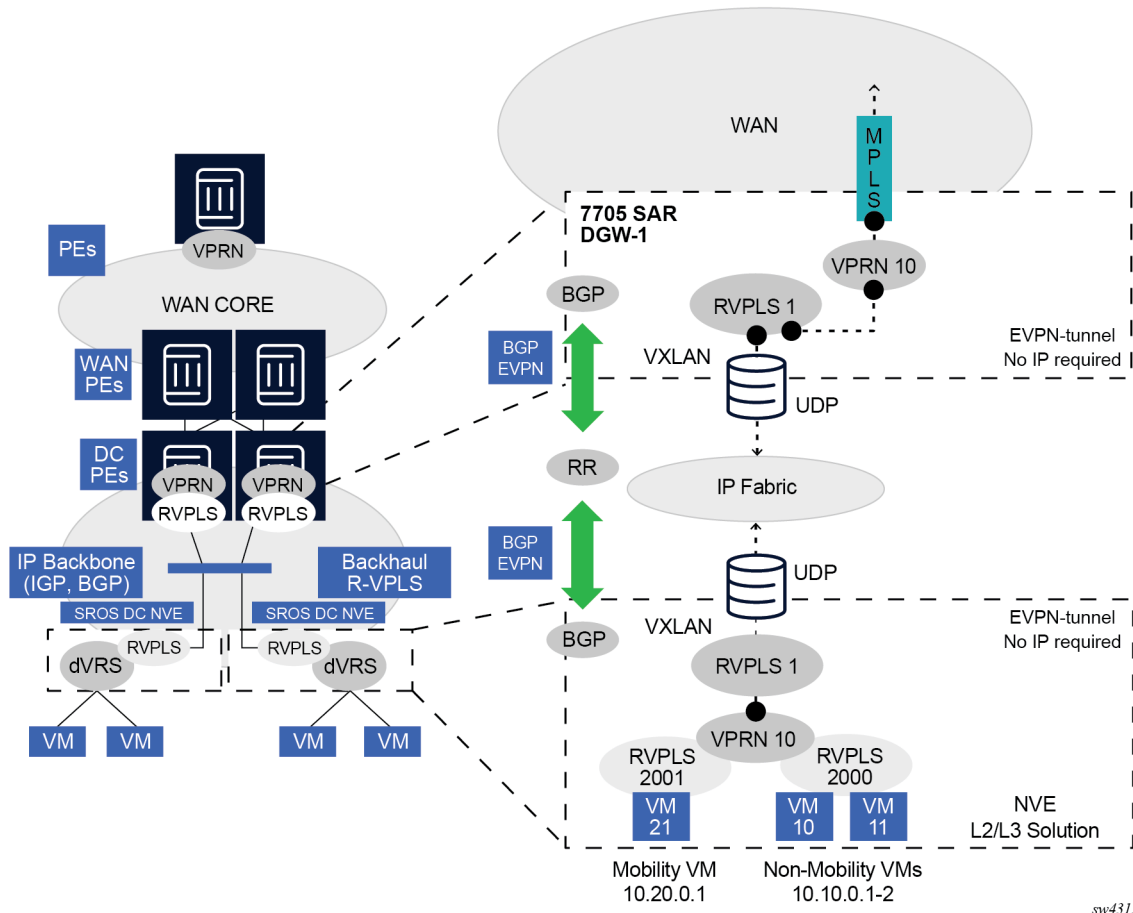 WAN
MPLS
7705 SAR
DGW-1
VPRN
PEs
VPRN 10
WAN CORE
BGP
RVPLS 1
EVPN-tunnel
No IP required
WAN
PEs
BGP
EVPN
VXLAN
UDP
DC
PEs
VPRN
VPRN
RVPLS
RVPLS
RR
IP Fabric
IP Backbone
(IGP, BGP)
Backhaul
R-VPLS
BGP
EVPN
UDP
SROS DC NVE
SROS DC NVE
BGP
VXLAN
EVPN-tunnel
No IP required
RVPLS
RVPLS
dVRS
dVRS
RVPLS 1
VM
VM
VM
VM
VPRN 10
RVPLS
2001
RVPLS
2000
VM
21
VM
10
VM
11
NVE
L2/L3 Solution
Mobility VM
10.20.0.1
Non-Mobility VMs
10.10.0.1-2
sw431